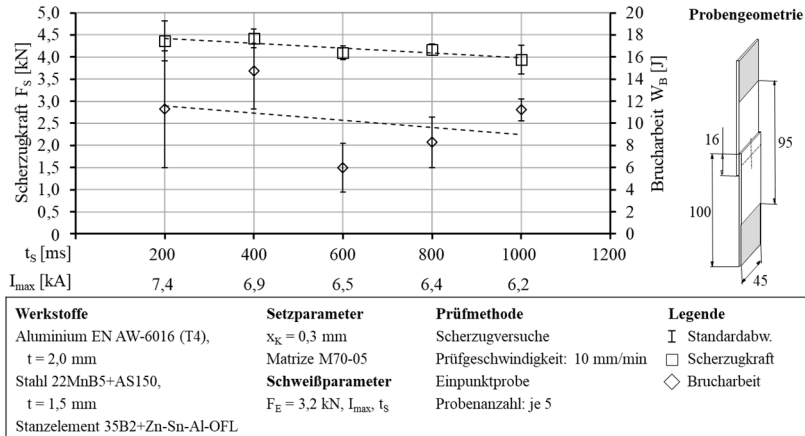 5,0
4,5
4,0
3,5
3,0
2,5
2,0
1,5
1,0
0,5
0
Scherzugkraft F_S [kN]
20
18
16
14
12
10
8
6
4
2
0
Brucharbeit W_B [J]
t_S [ms] 200 400 600 800 1000 1200
I_max [kA] 7,4 6,9 6,5 6,4 6,2
Probengeometrie
16
95
100
45
Werkstoffe
Aluminium EN AW-6016 (T4),
t = 2,0 mm
Stahl 22MnB5+AS150,
t = 1,5 mm
Stanzelement 35B2+Zn-Sn-Al-OFL
Setzparameter
x_K = 0,3 mm
Matrize M70-05
Schweißparameter
F_E = 3,2 kN, I_max, t_S
Prüfmethode
Scherzugversuche
Prüfgeschwindigkeit: 10 mm/min
Einpunktprobe
Probenanzahl: je 5
Legende
Standardabw.
Scherzugkraft
Brucharbeit